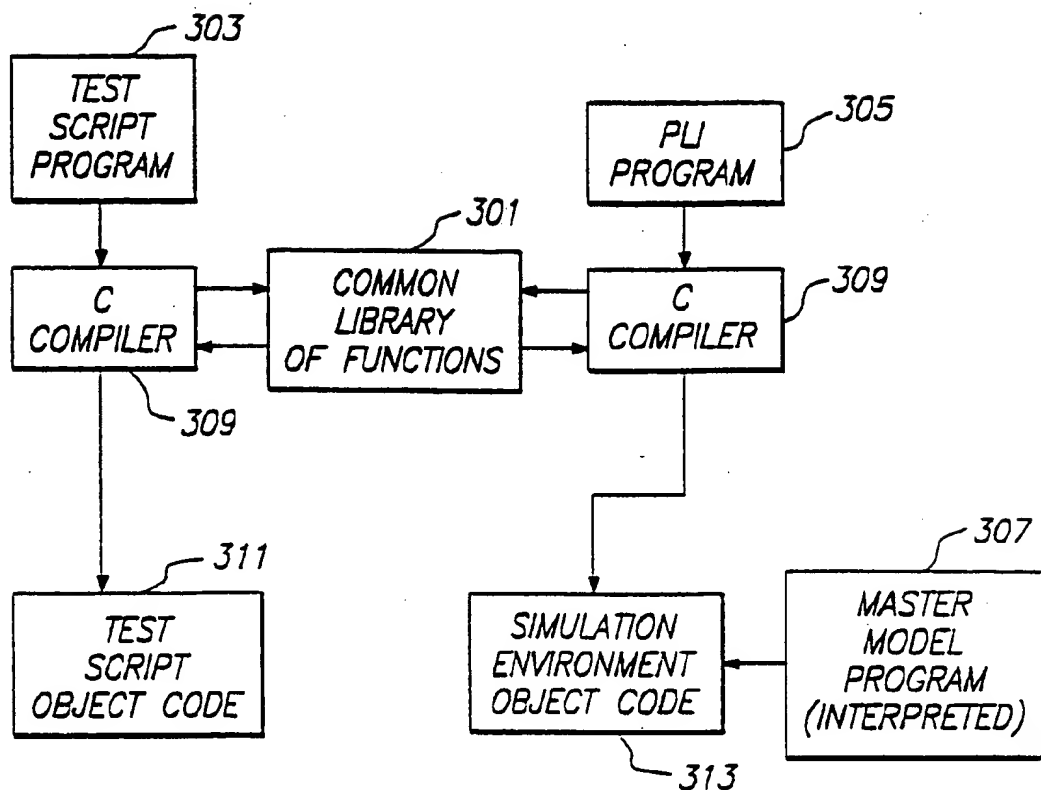 303
TEST
SCRIPT
PROGRAM
305
PLI
PROGRAM
301
C
COMPILER
COMMON
LIBRARY
OF FUNCTIONS
C
COMPILER
309
309
311
TEST
SCRIPT
OBJECT CODE
SIMULATION
ENVIRONMENT
OBJECT CODE
313
307
MASTER
MODEL
PROGRAM
(INTERPRETED)